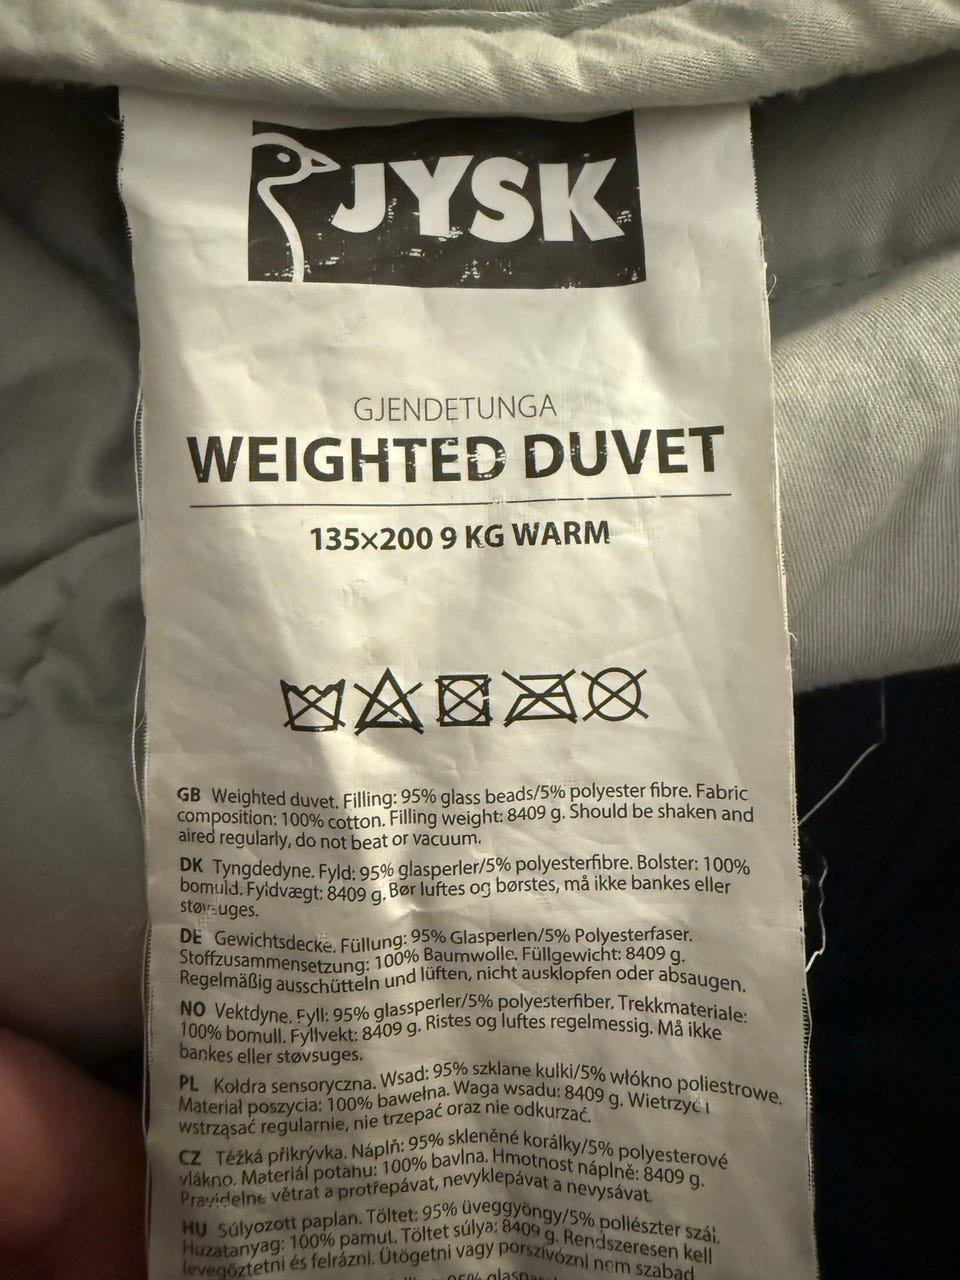 JYSK
GJENDETUNGA
WEIGHTED DUVET
135×200 9 KG WARM
GB Weighted duvet. Filling: 95% glass beads/5% polyester fibre. Fabric
composition: 100% cotton. Filling weight: 8409 g. Should be shaken and
aired regularly, do not beat or vacuum.
DK Tyngdedyne. Fyld: 95% glasperler/5% polyesterfibre. Bolster: 100%
bomuld. Fyldvægt: 8409 g. Bør luftes og børstes, må ikke bankes eller
støvsuges.
DE Gewichtsdecke. Füllung: 95% Glasperlen/5% Polyesterfaser.
Stoffzusammensetzung: 100% Baumwolle. Füllgewicht: 8409 g.
Regelmäßig ausschütteln und lüften, nicht ausklopfen oder absaugen.
NO Vektdyne. Fyll: 95% glassperler/5% polyesterfiber. Trekkmateriale:
100% bomull. Fyllvekt: 8409 g. Ristes og luftes regelmessig. Må ikke
bankes eller støvsuges.
PL Kołdra sensoryczna. Wsad: 95% szklane kulki/5% włókno poliestrowe.
Materiał poszycia: 100% bawełna. Waga wsadu: 8409 g. Wietrzyć i
wstrząsać regularnie, nie trzepać oraz nie odkurzać.
CZ Těžká přikrývka. Náplň: 95% skleněné korálky/5% polyesterové
vlákno. Materiál potahu: 100% bavlna. Hmotnost náplně: 8409 g.
Pravidelne větrat a protřepávat, nevyklepávat a nevysávat.
HU Súlyozott paplan. Töltet: 95% üveggyöngy/5% poliészter szál.
Huzatanyag: 100% pamut. Töltet súlya: 8409 g. Rendszeresen kell
levegőztetni és felrázni. Ütögetni vagy porszívózni nem szabad